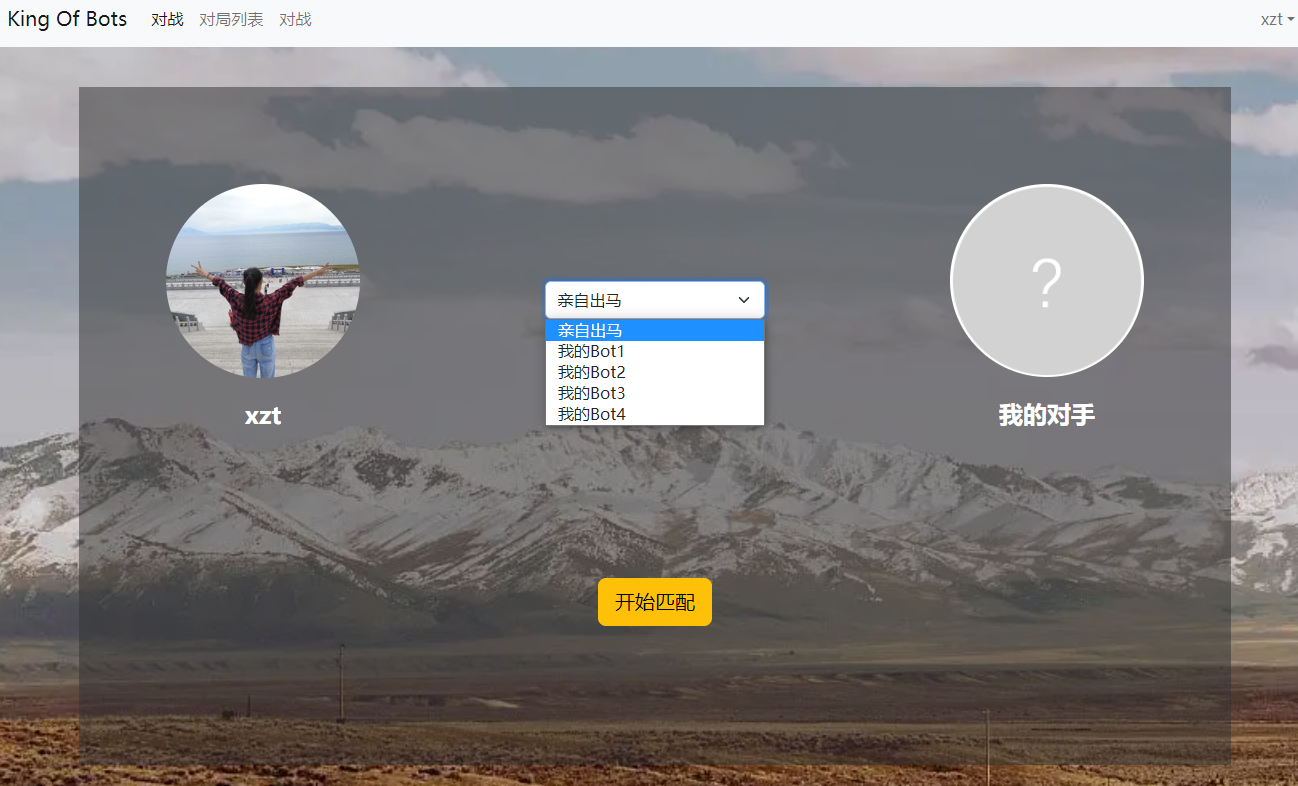 King Of Bots 对战 对局列表 对战 xzt
亲自出马
亲自出马
我的Bot1
我的Bot2
我的Bot3
我的Bot4
?
xzt
我的对手
开始匹配